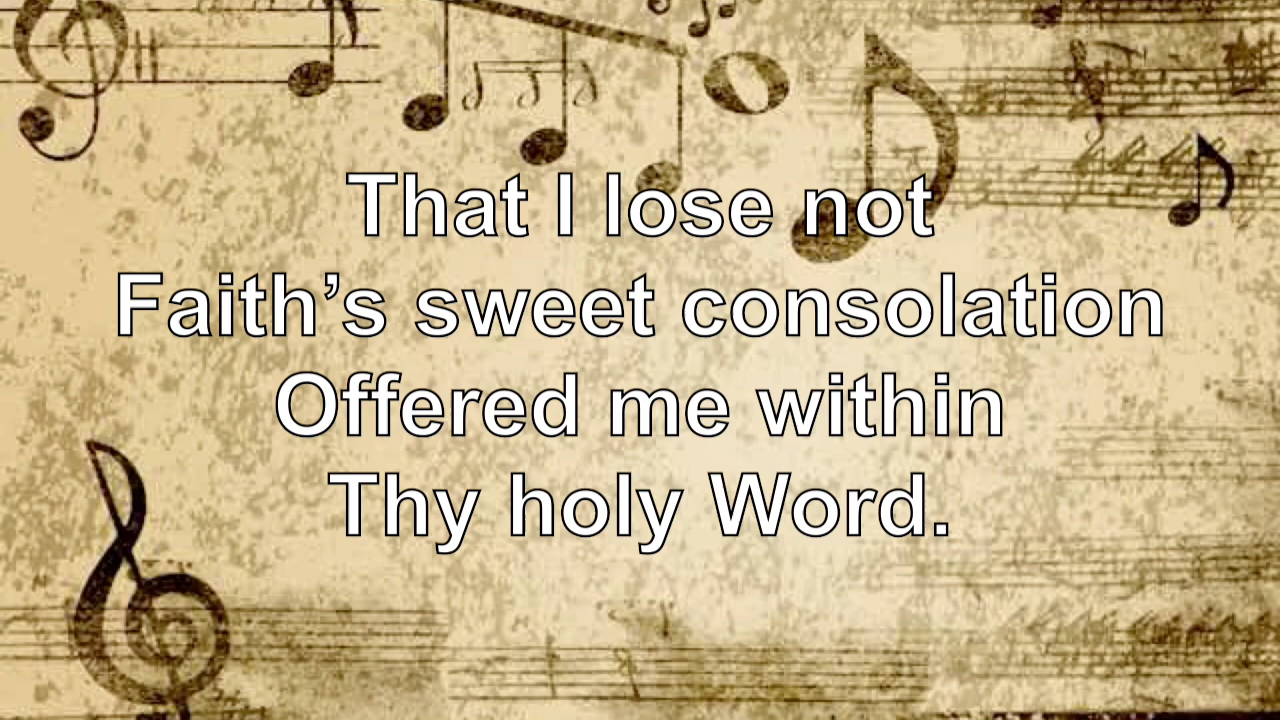 That I lose not
Faith’s sweet consolation
Offered me within
Thy holy Word.